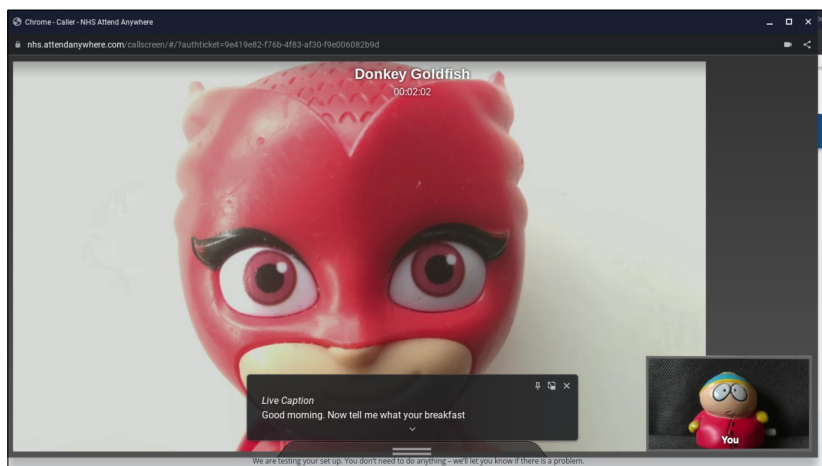 Chrome - Caller - NHS Attend Anywhere
nhs.attendanywhere.com/callscreen/#/?authticket=9e419e82-f76b-4f83-af30-f9e006082b9d
Donkey Goldfish
00:02:02
Live Caption
Good morning. Now tell me what your breakfast
You
We are testing your set up. You don't need to do anything – we'll let you know if there is a problem.